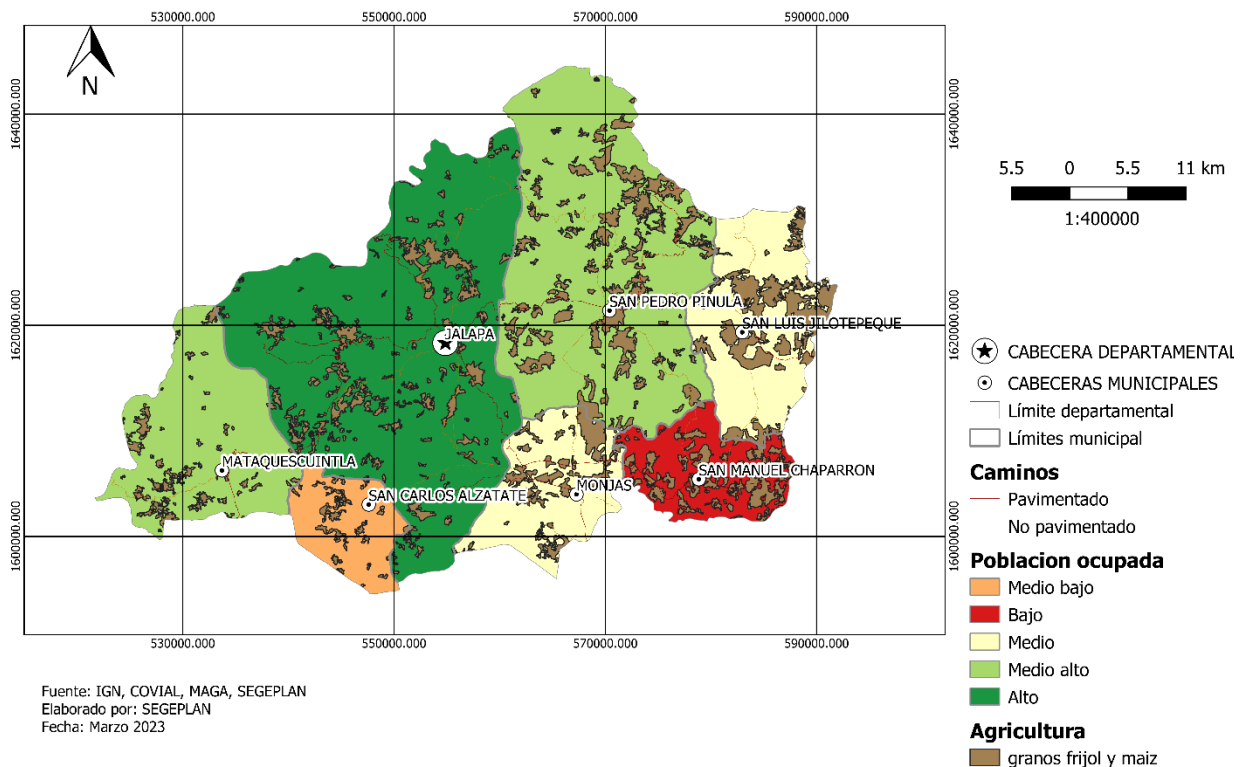 530000.000 550000.000 570000.000 590000.000
N
1640000.000 1640000.000
5.5 0 5.5 11 km
1:400000
SAN PEDRO PINULA
1620000.000 1620000.000
SAN LUIS JILOTEPEQUE
JALAPA
CABECERA DEPARTAMENTAL
CABECERAS MUNICIPALES
Límite departamental
Límites municipal
MATAQUESCUINTLA
SAN MANUEL CHAPARRON
MONJAS
SAN CARLOS ALZATATE
Caminos
Pavimentado
No pavimentado
1600000.000 1600000.000
Poblacion ocupada
Medio bajo
Bajo
Medio
Medio alto
Alto
530000.000 550000.000 570000.000 590000.000
Fuente: IGN, COVIAL, MAGA, SEGEPLAN
Elaborado por: SEGEPLAN
Fecha: Marzo 2023
Agricultura
granos frijol y maiz